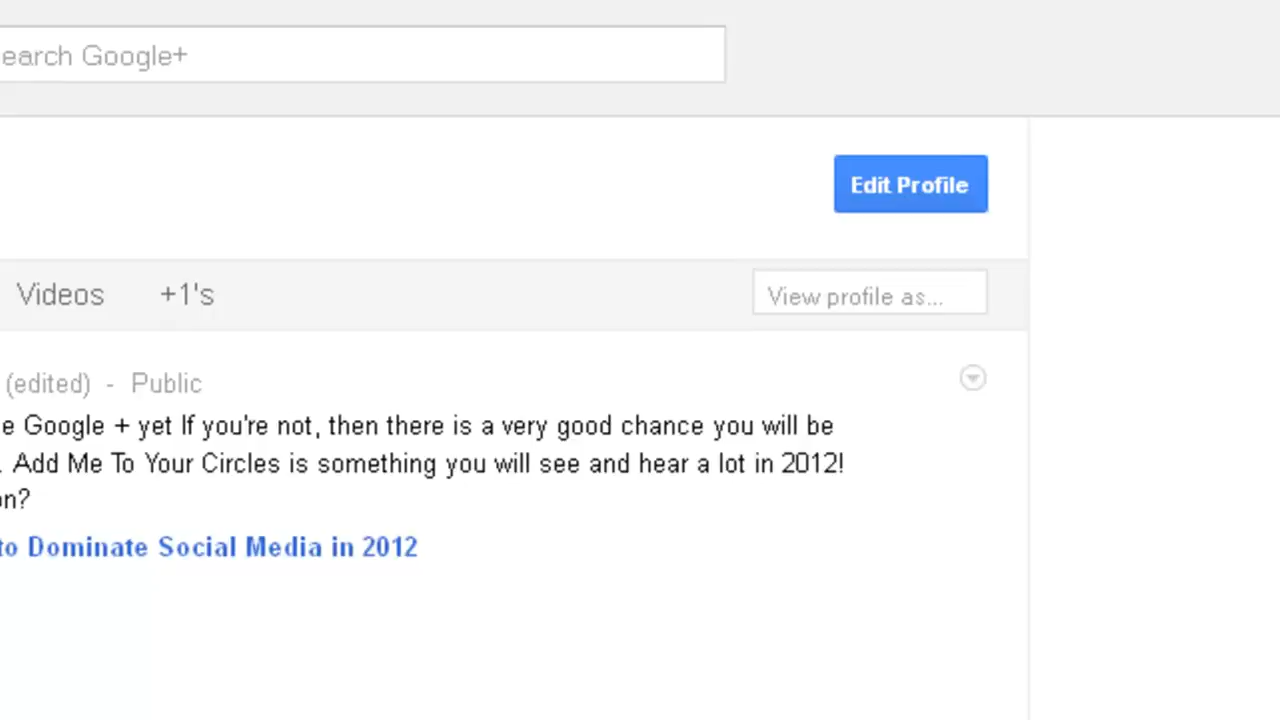 earch Google+
Edit Profile
Videos +1's
View profile as...
(edited) - Public
e Google + yet If you're not, then there is a very good chance you will be
. Add Me To Your Circles is something you will see and hear a lot in 2012!
on?
to Dominate Social Media in 2012